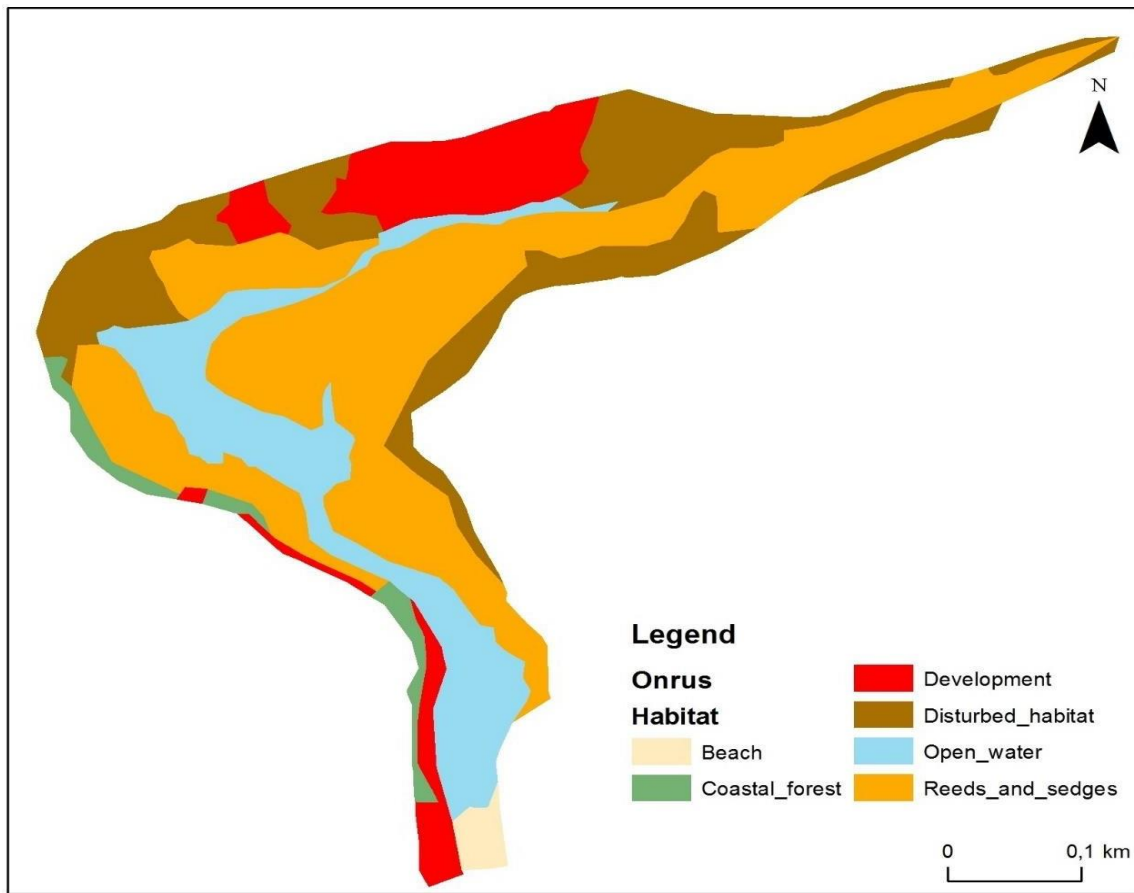 N
Legend
Onrus
Habitat
Beach
Coastal_forest
Development
Disturbed_habitat
Open_water
Reeds_and_sedges
0 0,1 km